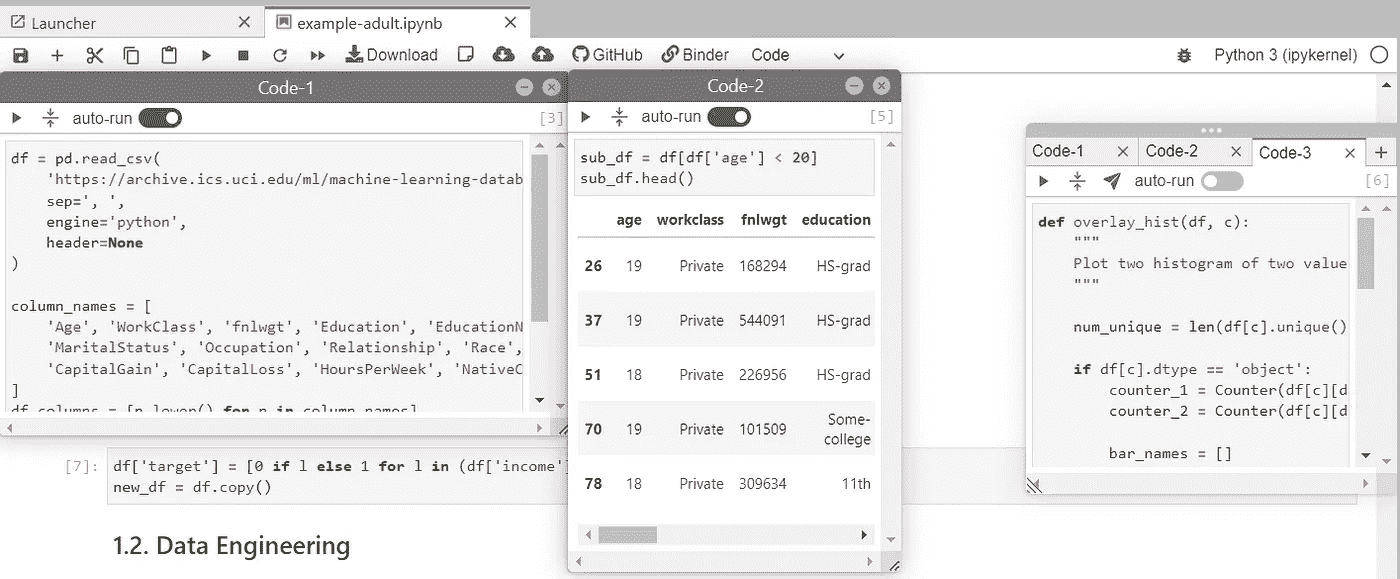 Launcher
example-adult.ipynb
Download GitHub Binder Code Python 3 (ipykernel)
Code-1
auto-run [3]
df = pd.read_csv(
'https://archive.ics.uci.edu/ml/machine-learning-datab
sep=', ',
engine='python',
header=None
)
column_names = [
'Age', 'WorkClass', 'fnlwgt', 'Education', 'EducationN
'MaritalStatus', 'Occupation', 'Relationship', 'Race',
'CapitalGain', 'CapitalLoss', 'HoursPerWeek', 'NativeC
]
df.columns = [n.lower() for n in column_names]
Code-2
auto-run [5]
sub_df = df[df['age'] < 20]
sub_df.head()
age workclass fnlwgt education
26 19 Private 168294 HS-grad
37 19 Private 544091 HS-grad
51 18 Private 226956 HS-grad
70 19 Private 101509 Some-
college
78 18 Private 309634 11th
Code-1 Code-2 Code-3
auto-run [6]
def overlay_hist(df, c):
"""
Plot two histogram of two value
"""
num_unique = len(df[c].unique()
if df[c].dtype == 'object':
counter_1 = Counter(df[c][d
counter_2 = Counter(df[c][d
bar_names = []
[7]: df['target'] = [0 if l else 1 for l in (df['income']
new_df = df.copy()
1.2. Data Engineering